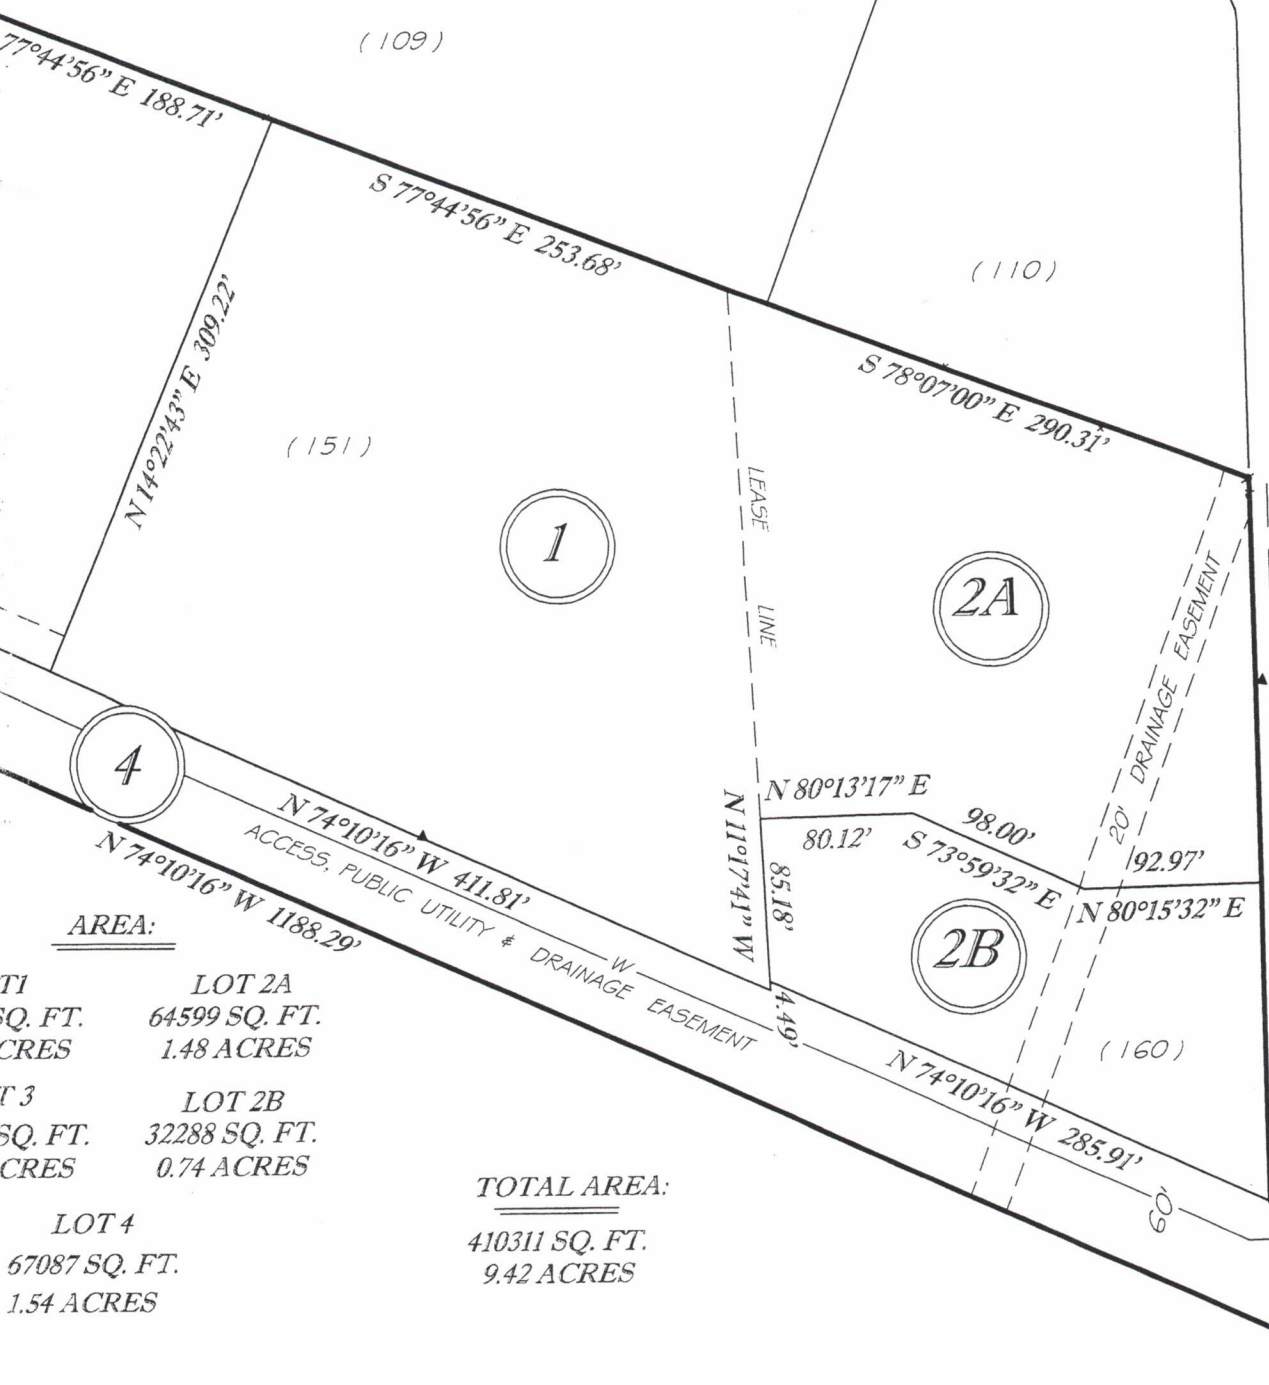 (109)
77°44'56" E 188.71'
S 77°44'56" E 253.68'
(110)
S 78°07'00" E 290.31'
N 14°22'43" E 309.22'
(151)
1
LEASE LINE
2A
20' DRAINAGE EASEMENT
4
N 74°10'16" W 411.81'
ACCESS, PUBLIC UTILITY & DRAINAGE EASEMENT
W
N 74°10'16" W 1188.29'
N 11°17'41" W
85.18'
4.49'
N 80°13'17" E
80.12'
98.00'
S 73°59'32" E
92.97'
N 80°15'32" E
2B
(160)
N 74°10'16" W 285.91'
60'
AREA:
T1
SQ. FT.
CRES
LOT 2A
64599 SQ. FT.
1.48 ACRES
T 3
SQ. FT.
CRES
LOT 2B
32288 SQ. FT.
0.74 ACRES
LOT 4
67087 SQ. FT.
1.54 ACRES
TOTAL AREA:
410311 SQ. FT.
9.42 ACRES